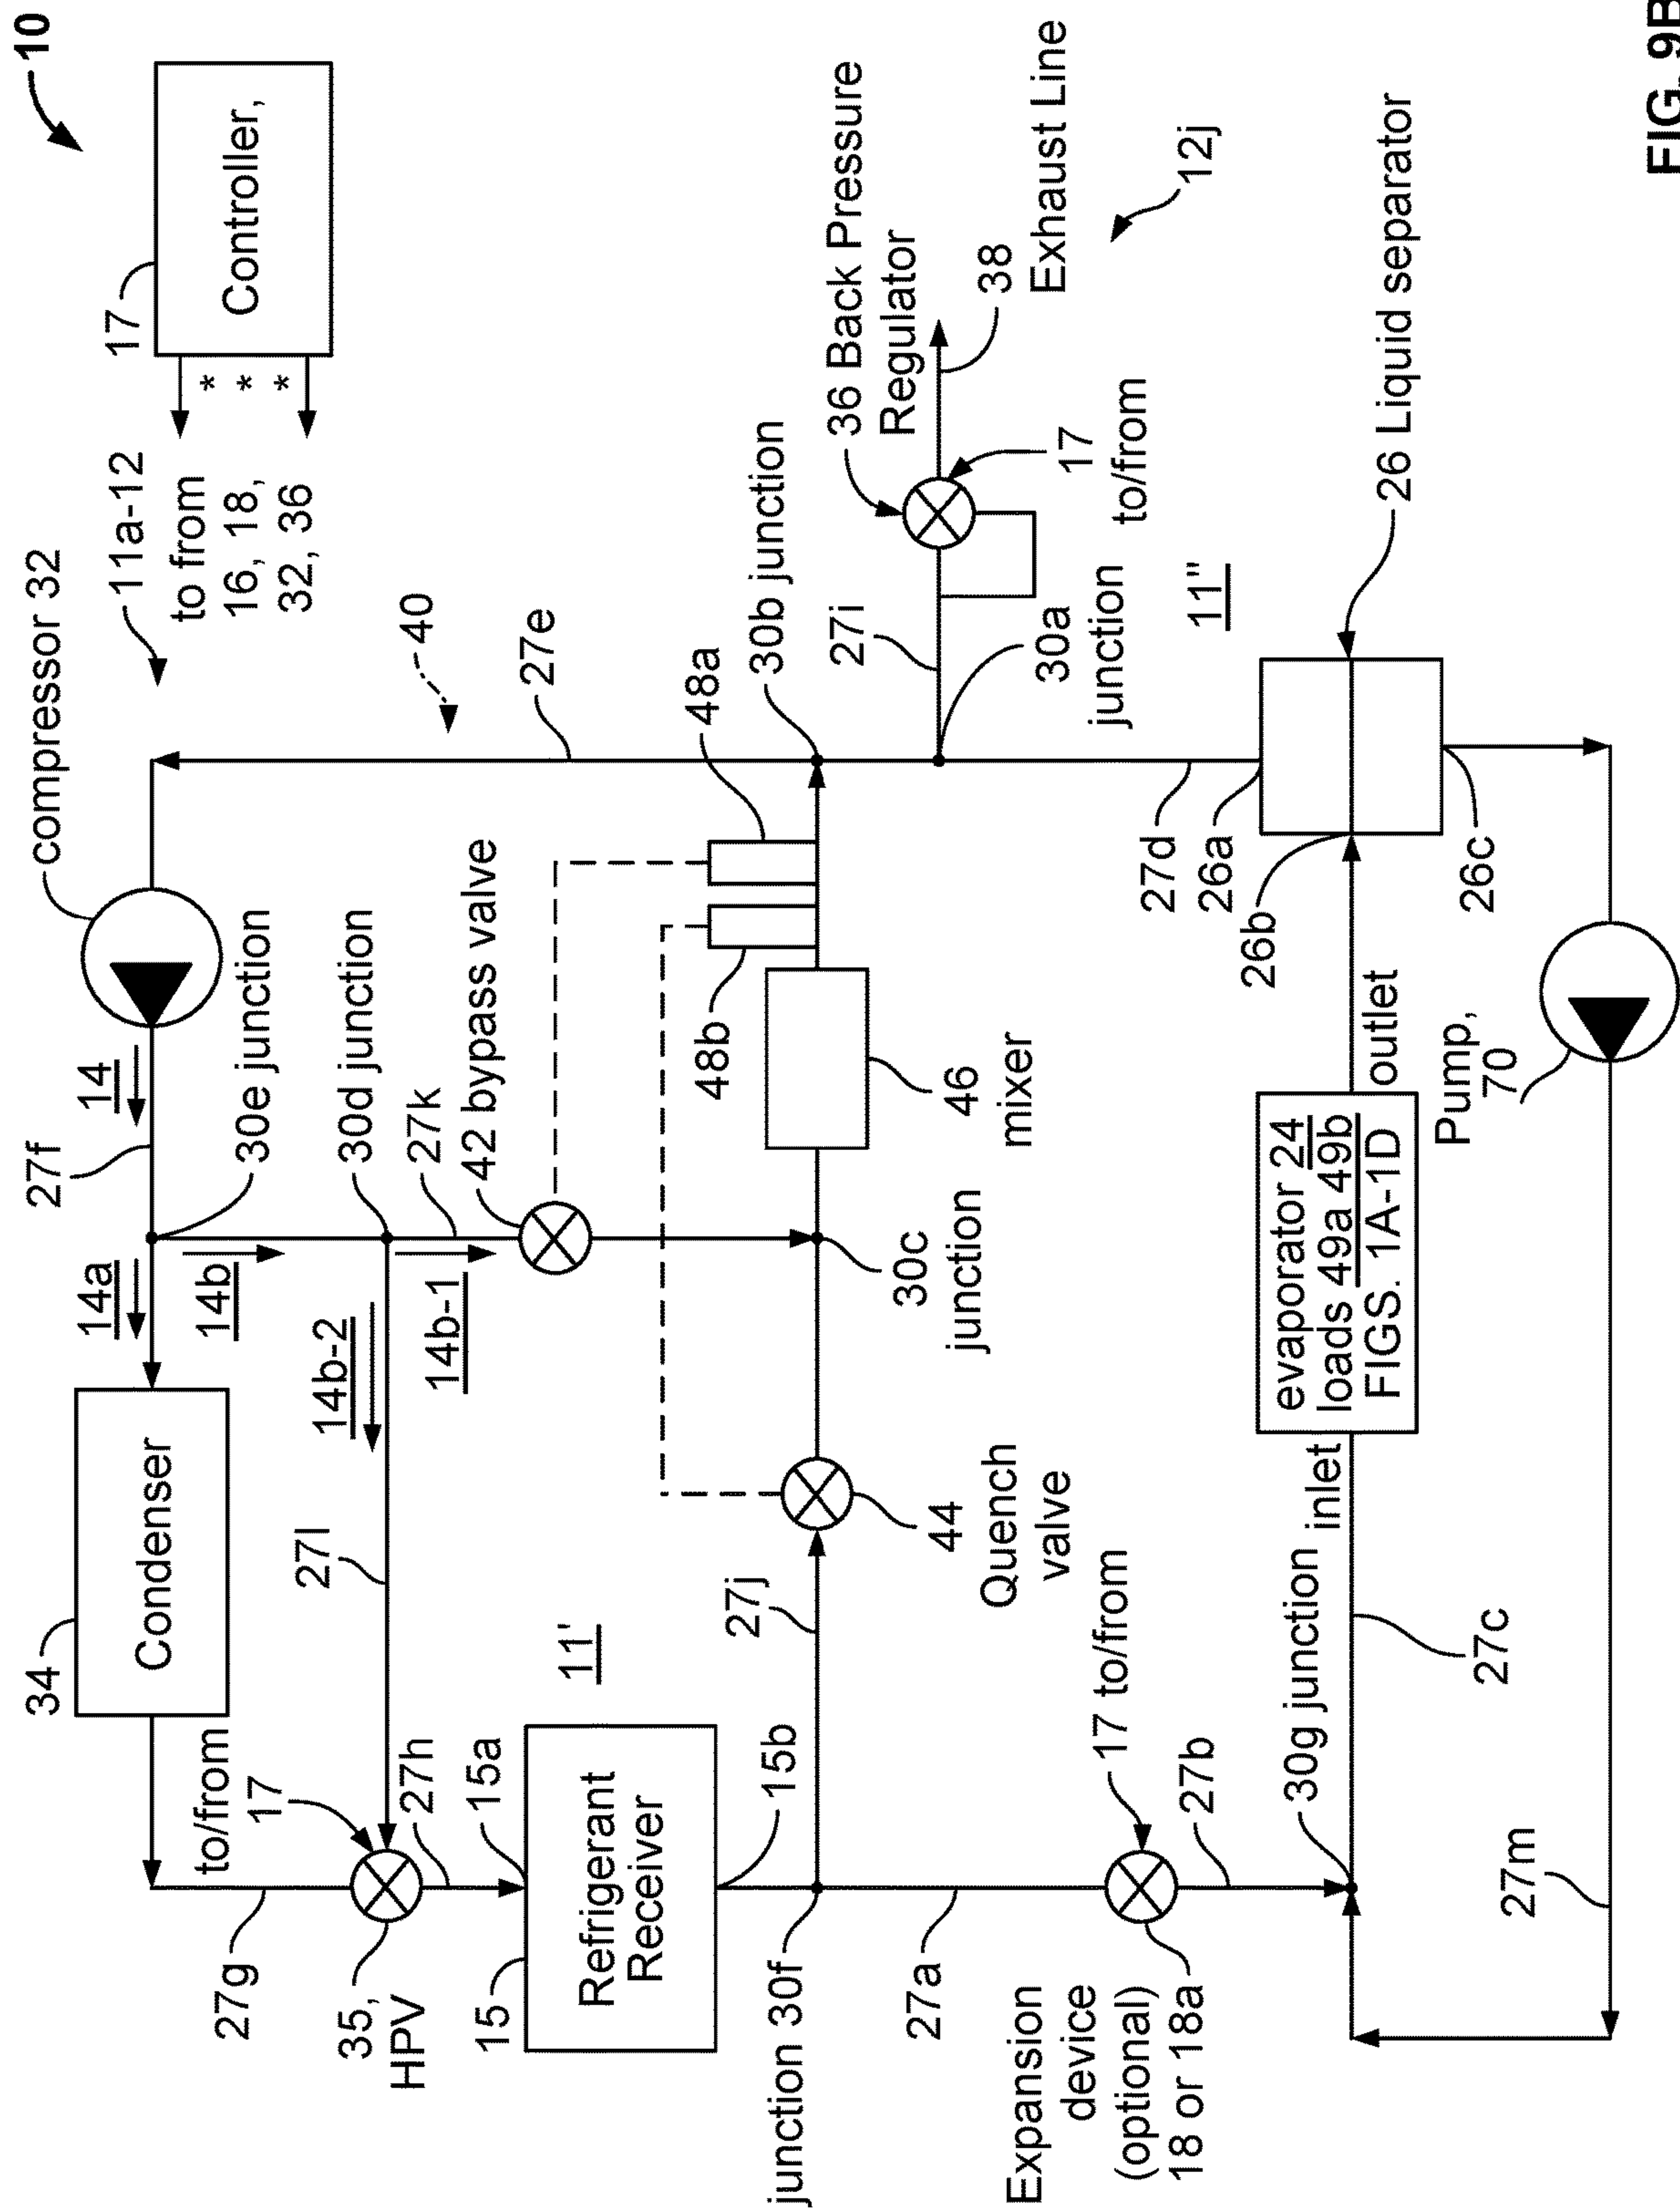 10
17
Controller,
* * *
11a-12
to from
16, 18,
32, 36
compressor 32
14
27f
30e junction
14a
14b
34
Condenser
27g
to/from
17
35,
HPV
27h
27l
14b-2
30d junction
27k
14b-1
42 bypass valve
40
27e
48a
48b
30b junction
46
mixer
30c
junction
44
Quench
valve
27j
11'
15
15a
Refrigerant
Receiver
15b
junction 30f
27a
36 Back Pressure
Regulator
38
Exhaust Line
17
to/from
27i
30a
junction
12j
11"
27d
26a
26b
26c
26 Liquid separator
outlet
evaporator 24
loads 49a 49b
FIGS. 1A-1D
inlet
17 to/from
Expansion
device
(optional)
18 or 18a
27b
30g junction
27c
Pump,
70
27m
FIG. 9B